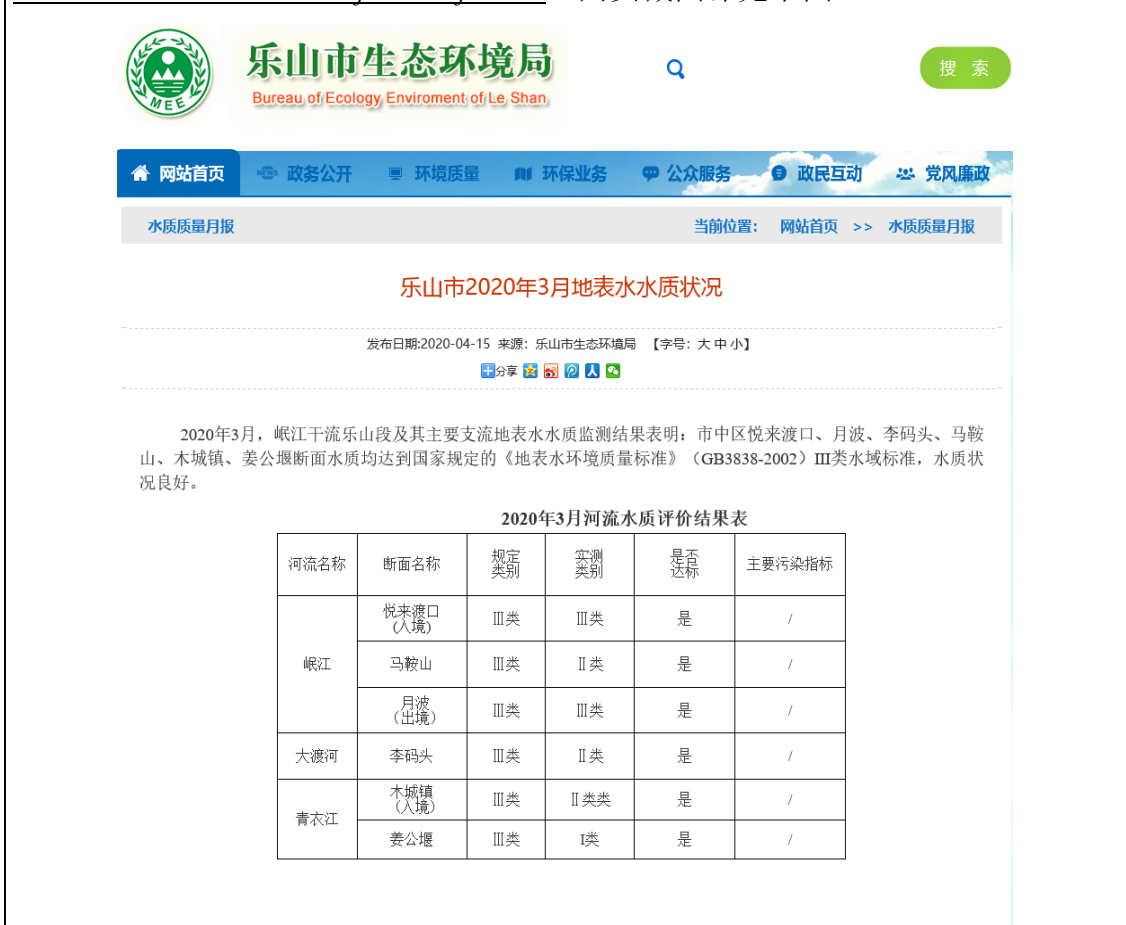 乐山市生态环境局
Bureau of Ecology Enviroment of Le Shan
MEE
搜 索
网站首页 政务公开 环境质量 环保业务 公众服务 政民互动 党风廉政
水质质量月报 当前位置： 网站首页 >> 水质质量月报
乐山市2020年3月地表水水质状况
发布日期:2020-04-15 来源：乐山市生态环境局 【字号：大 中 小】
分享
2020年3月，岷江干流乐山段及其主要支流地表水水质监测结果表明：市中区悦来渡口、月波、李码头、马鞍
山、木城镇、姜公堰断面水质均达到国家规定的《地表水环境质量标准》（GB3838-2002）Ⅲ类水域标准，水质状
况良好。
2020年3月河流水质评价结果表
河流名称 断面名称 规定类别 实测类别 是否达标 主要污染指标
岷江 悦来渡口（入境） Ⅲ类 Ⅲ类 是 /
马鞍山 Ⅲ类 Ⅱ类 是 /
月波（出境） Ⅲ类 Ⅲ类 是 /
大渡河 李码头 Ⅲ类 Ⅱ类 是 /
青衣江 木城镇（入境） Ⅲ类 Ⅱ类类 是 /
姜公堰 Ⅲ类 I类 是 /